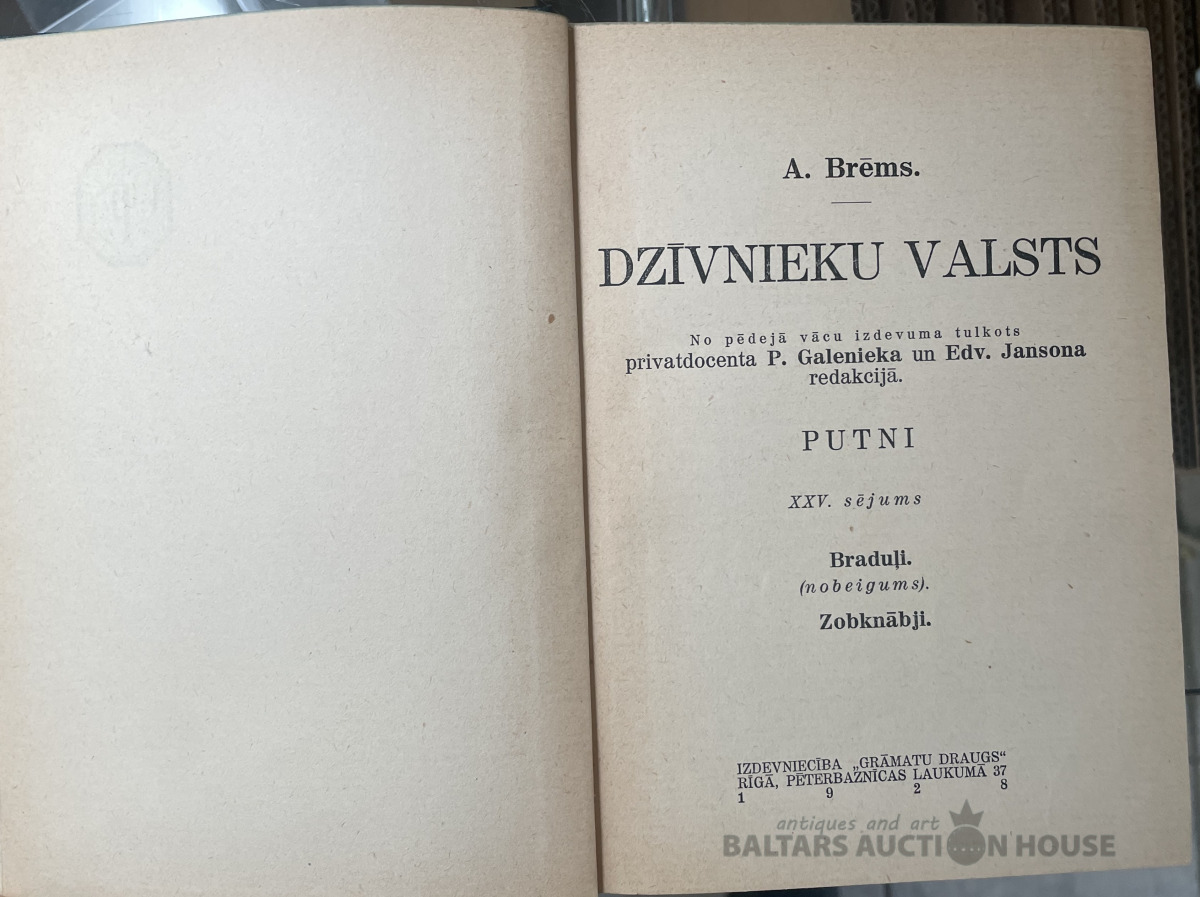 A. Brēms.
DZĪVNIEKU VALSTS
No pēdejā vācu izdevuma tulkots
privatdocenta P. Galenieka un Edv. Jansona
redakcijā.
PUTNI
XXV. sējums
Braduļi.
(nobeigums).
Zobknābji.
IZDEVNIECĪBA „GRĀMATU DRAUGS“
RĪGĀ, PĒTERBAZNĪCAS LAUKUMĀ 37
1 9 2 8
antiques and art
BALTARS AUCTION HOUSE